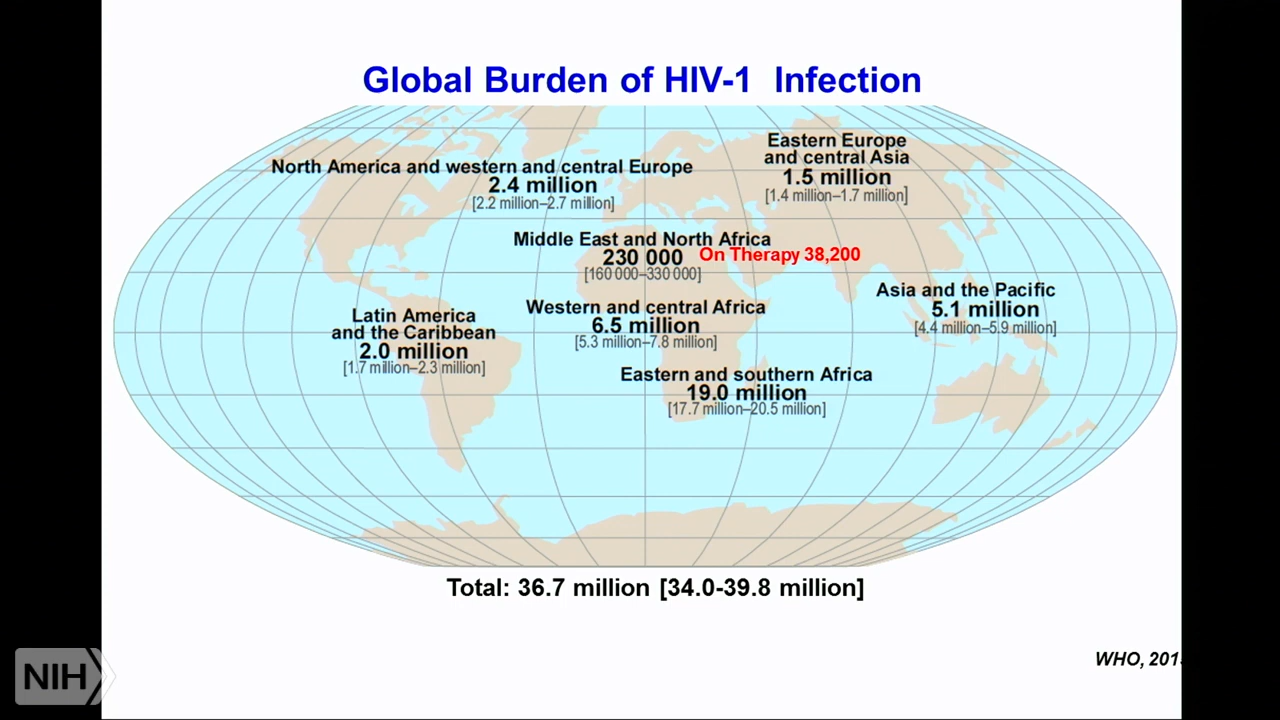 Global Burden of HIV-1 Infection
North America and western and central Europe
2.4 million
[2.2 million–2.7 million]
Eastern Europe
and central Asia
1.5 million
[1.4 million–1.7 million]
Middle East and North Africa
230 000
On Therapy 38,200
[160 000–330 000]
Western and central Africa
6.5 million
[5.3 million–7.8 million]
Asia and the Pacific
5.1 million
[4.4 million–5.9 million]
Latin America
and the Caribbean
2.0 million
[1.7 million–2.3 million]
Eastern and southern Africa
19.0 million
[17.7 million–20.5 million]
Total: 36.7 million [34.0-39.8 million]
WHO,
NIH